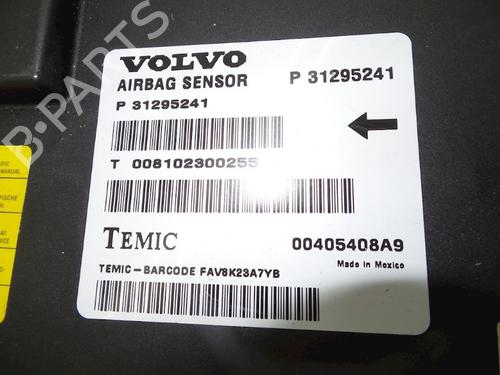 VOLVO
AIRBAG SENSOR P 31295241
P 31295241
T 008102300255
TEMIC 00405408A9
Made in Mexico
TEMIC-BARCODE FAV8K23A7YB
B-PARTS